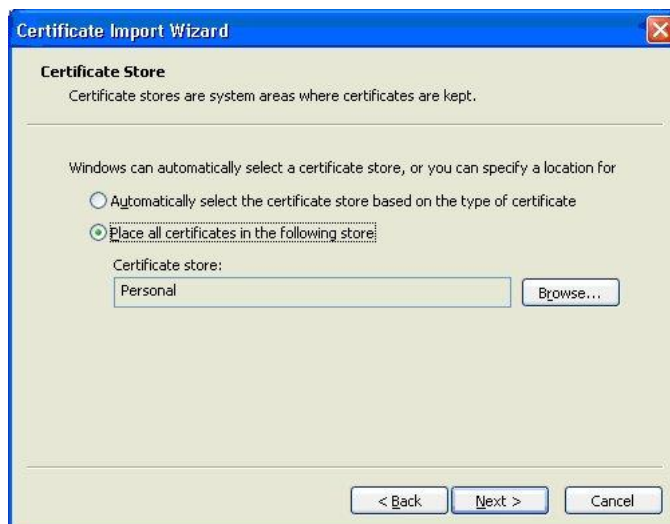 Certificate Import Wizard
Certificate Store
Certificate stores are system areas where certificates are kept.
Windows can automatically select a certificate store, or you can specify a location for
Automatically select the certificate store based on the type of certificate
Place all certificates in the following store
Certificate store:
Personal
Browse...
< Back
Next >
Cancel